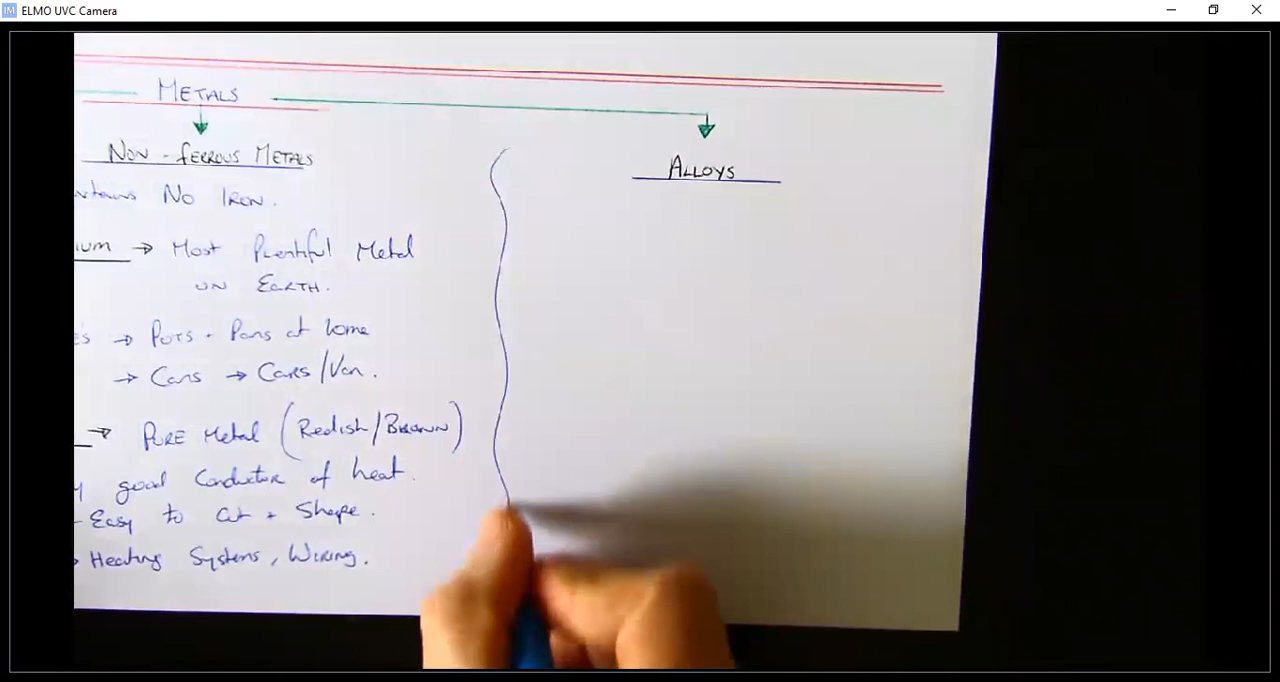 ELMO UVC Camera
METALS
NON-FERROUS METALS
ALLOYS
No IRON.
→ Most Plentiful Metal
ON EARTH.
→ POTS + Pans at home
→ Cans → CARS/Van.
→ PURE Metal (Redish/BROWN)
good Conductor of heat.
- Easy to Cut + Shape.
Heating Systems, WIRING.